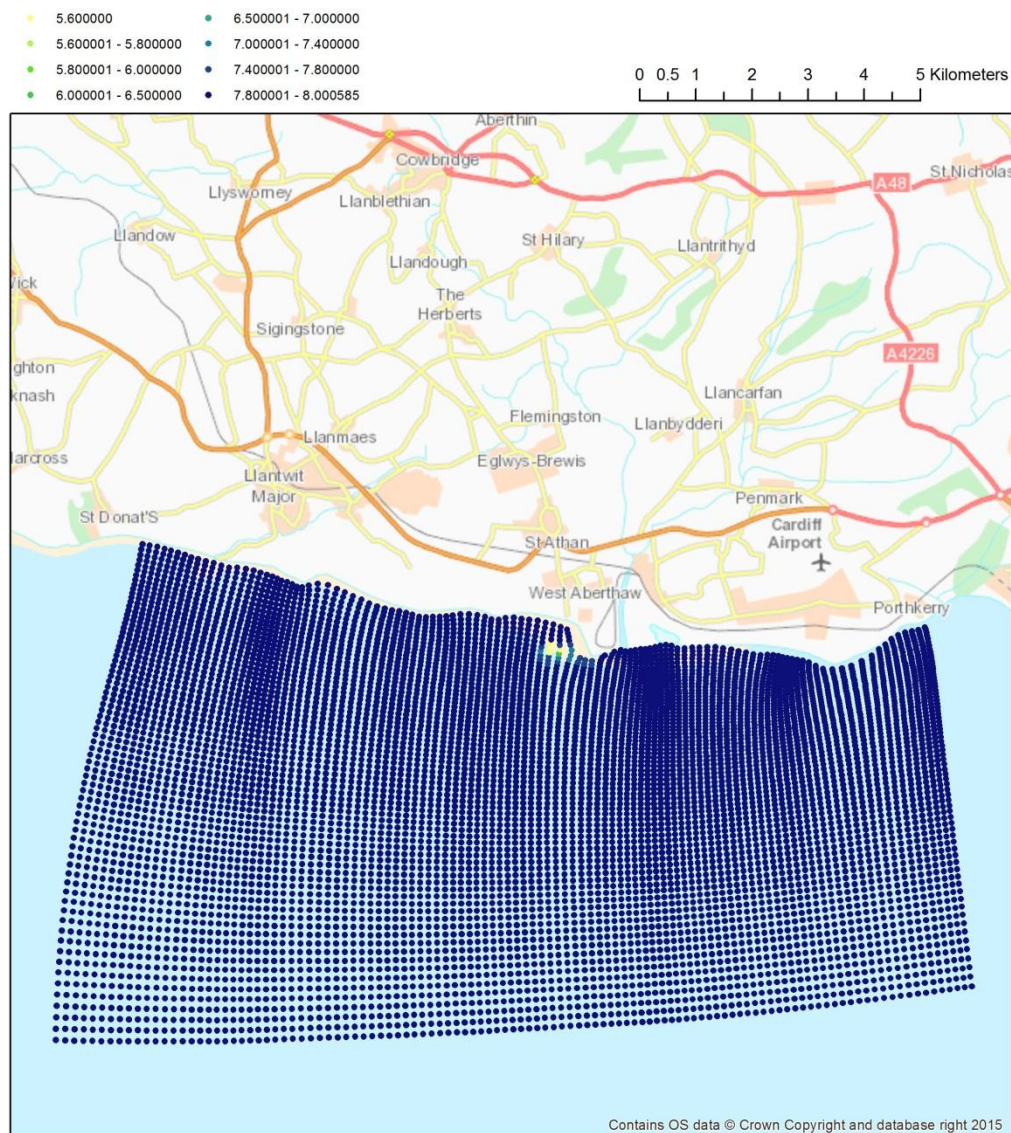 5.600000
5.600001 - 5.800000
5.800001 - 6.000000
6.000001 - 6.500000
6.500001 - 7.000000
7.000001 - 7.400000
7.400001 - 7.800000
7.800001 - 8.000585
0 0.5 1 2 3 4 5 Kilometers
Aberthin
Cowbridge
St Nicholas
A48
Llysworney
Llanblethian
Llandow
St Hilary
Llantrithyd
Llandough
Wick
The
Herberts
Sigingstone
A4226
ghton
knash
Llancarfan
Flemingston
Llanbydderi
Llanmaes
larcross
Eglwys-Brewis
Llantwit
Major
Penmark
St Donat'S
Cardiff
Airport
St Athan
West Aberthaw
Porthkerry
Contains OS data © Crown Copyright and database right 2015